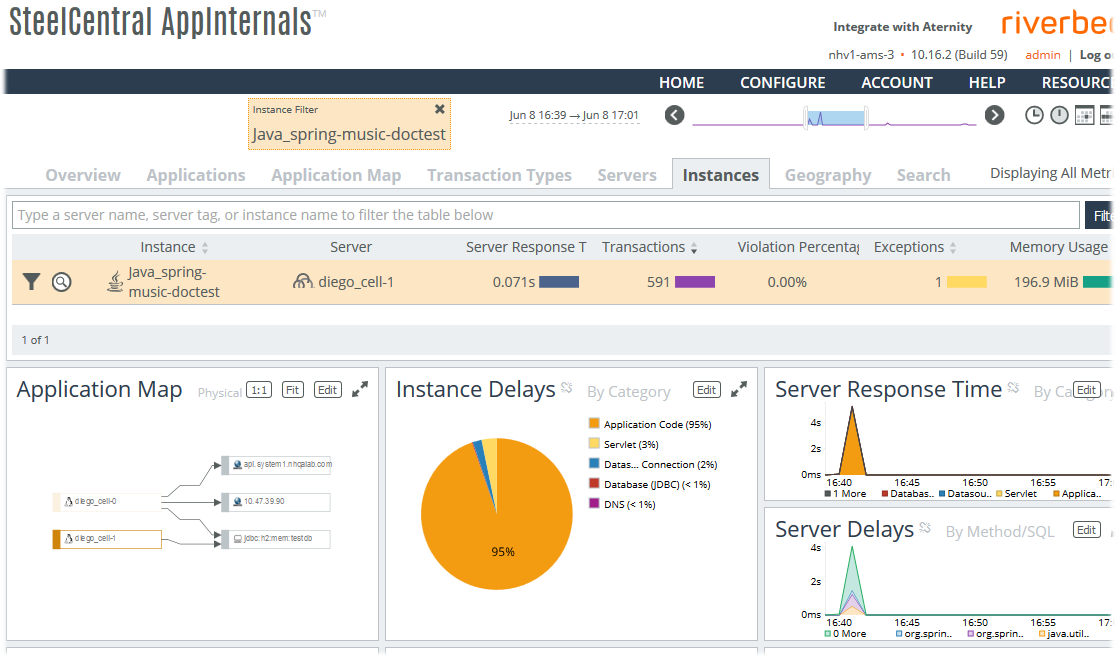 SteelCentral AppInternals™
Integrate with Aternity
nhv1-ams-3 • 10.16.2 (Build 59) admin |
HOME CONFIGURE ACCOUNT HELP
Instance Filter
Java_spring-music-doctest
Jun 8 16:39 → Jun 8 17:01
Overview Applications Application Map Transaction Types Servers Instances Geography Search Displaying All
Type a server name, server tag, or instance name to filter the table below
Instance Server Server Response T Transactions Violation Percentag Exceptions Memory Usage
Java_spring-
music-doctest
diego_cell-1 0.071s 591 0.00% 1 196.9 MiB
1 of 1
Application Map Physical 1:1 Fit Edit
diego_cell-0
diego_cell-1
api.system1.nhcqalab.com
10.47.39.90
jdbc:h2:mem:testdb
Instance Delays By Category Edit
Application Code (95%)
Servlet (3%)
Datas... Connection (2%)
Database (JDBC) (< 1%)
DNS (< 1%)
95%
Server Response Time By Edit
4s
2s
0ms
16:40 16:45 16:50 16:55 17:
1 More Databas.. Datasou.. Servlet Applica..
Server Delays By Method/SQL Edit
4s
2s
0ms
16:40 16:45 16:50 16:55 17:
0 More org.sprin.. org.sprin.. java.util..